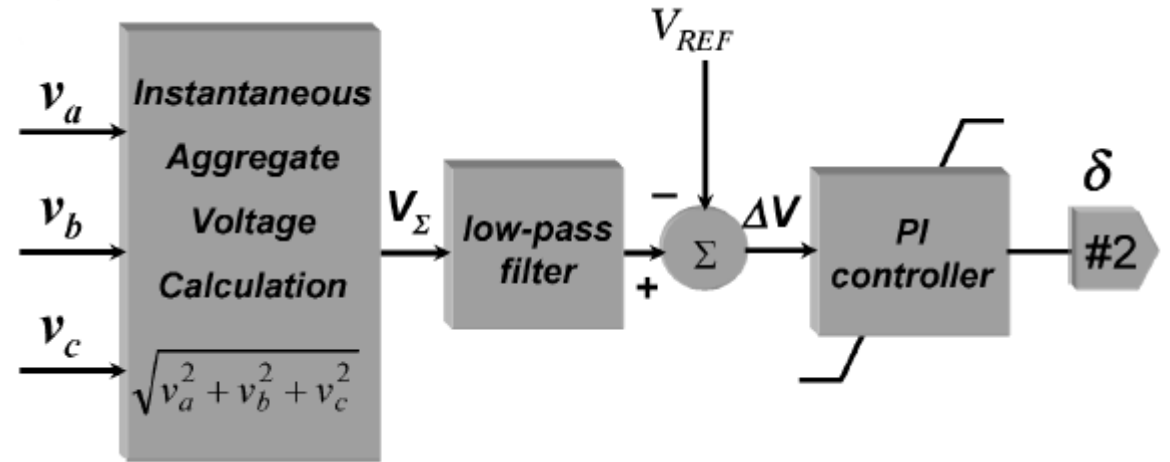 V_REF
v_a
Instantaneous
Aggregate
Voltage
Calculation
√(v_a^2 + v_b^2 + v_c^2)
v_b
v_c
V_Σ
low-pass
filter
−
+
Σ
ΔV
PI
controller
δ
#2